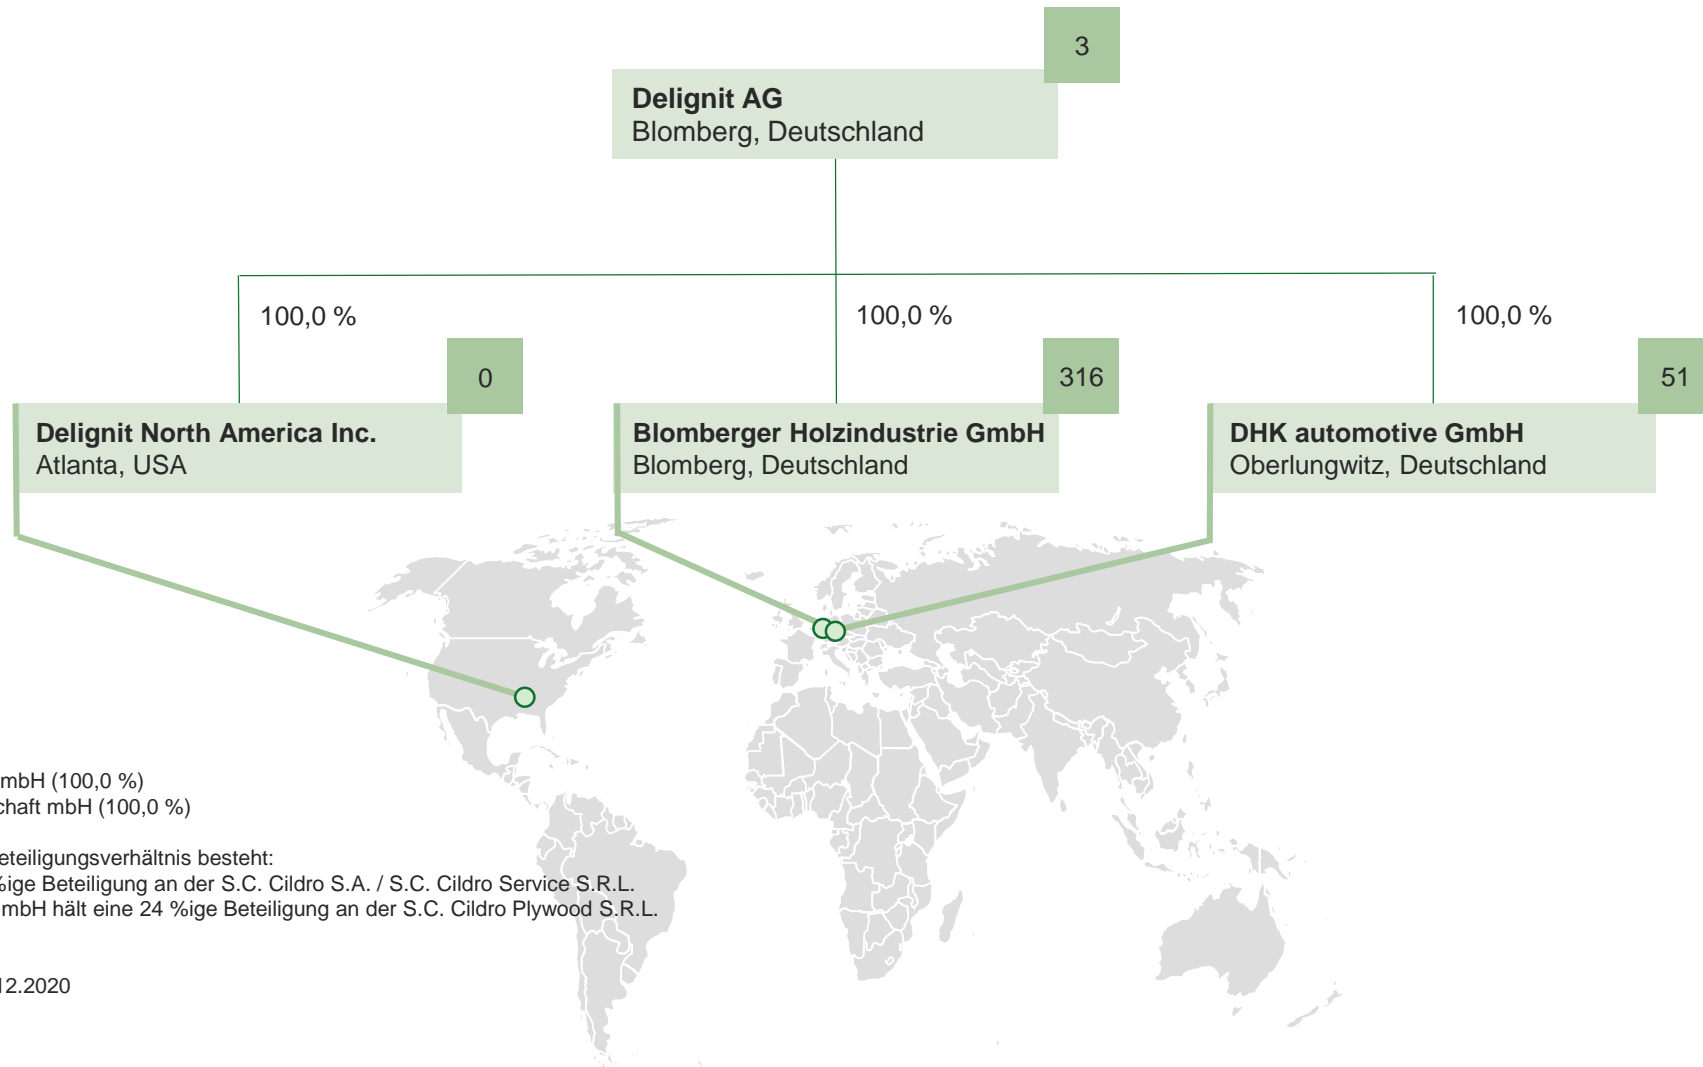 3
Delignit AG
Blomberg, Deutschland
100,0 %
100,0 %
100,0 %
0
316
51
Delignit North America Inc.
Atlanta, USA
Blomberger Holzindustrie GmbH
Blomberg, Deutschland
DHK automotive GmbH
Oberlungwitz, Deutschland
mbH (100,0 %)
chaft mbH (100,0 %)
eteiligungsverhältnis besteht:
%ige Beteiligung an der S.C. Cildro S.A. / S.C. Cildro Service S.R.L.
mbH hält eine 24 %ige Beteiligung an der S.C. Cildro Plywood S.R.L.
12.2020